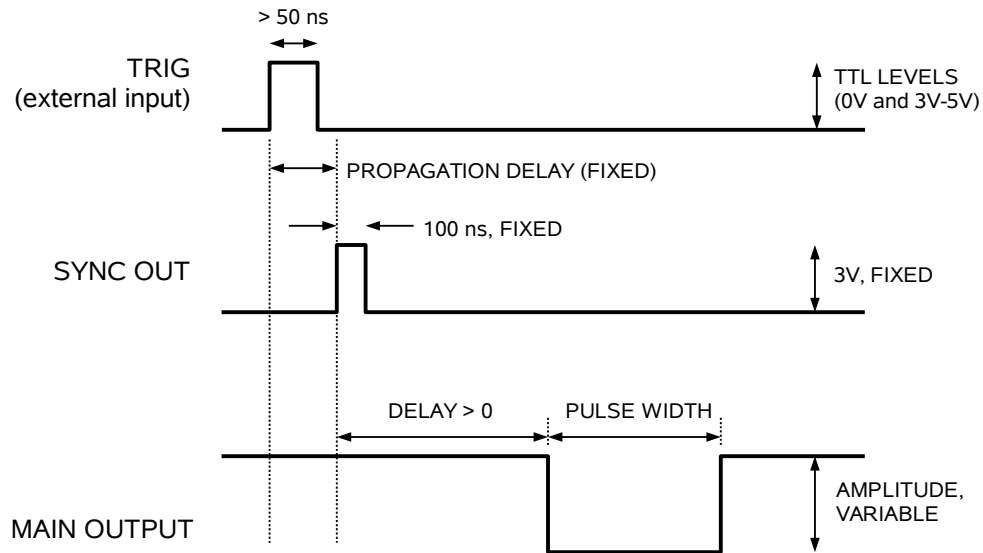 > 50 ns
TRIG
(external input)
TTL LEVELS
(0V and 3V-5V)
PROPAGATION DELAY (FIXED)
100 ns, FIXED
SYNC OUT
3V, FIXED
DELAY > 0
PULSE WIDTH
AMPLITUDE,
VARIABLE
MAIN OUTPUT